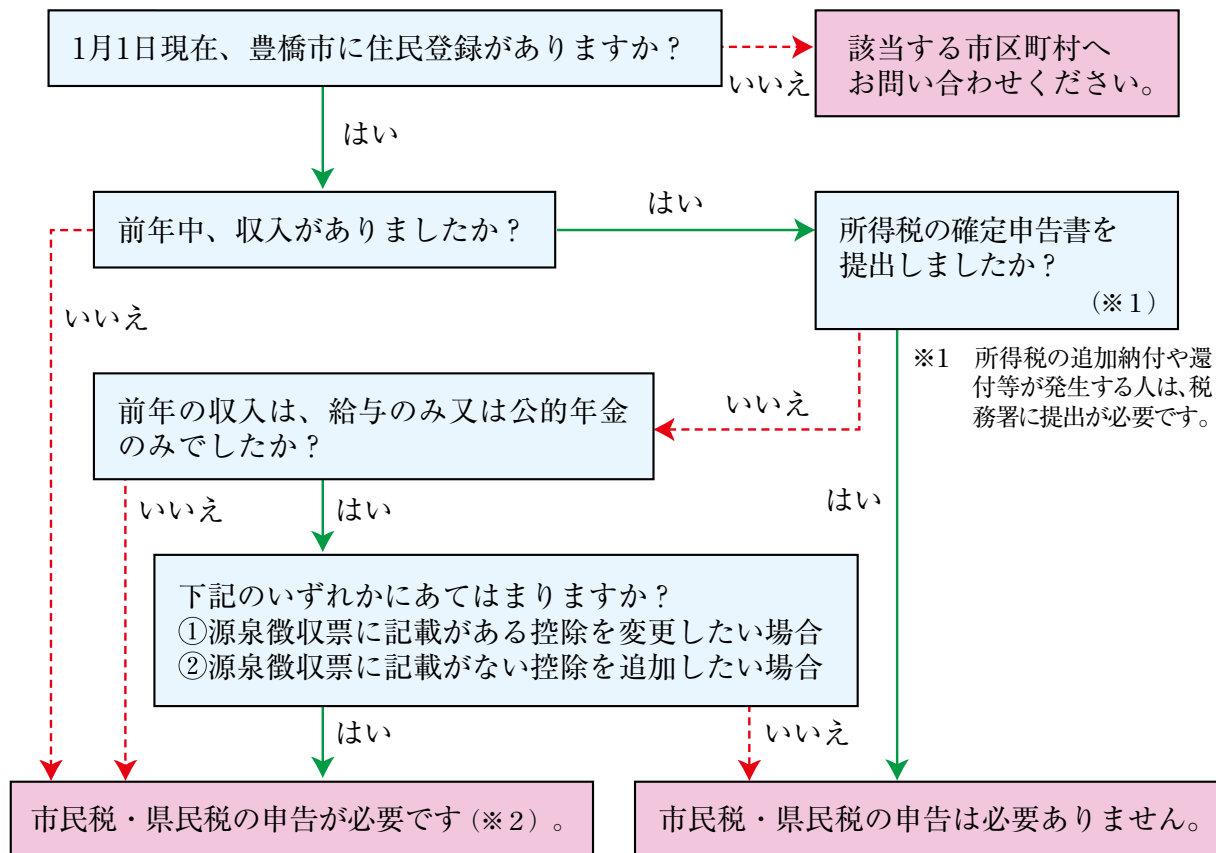 1月1日現在、豊橋市に住民登録がありますか？
いいえ
該当する市区町村へ
お問い合わせください。
はい
前年中、収入がありましたか？
はい
所得税の確定申告書を
提出しましたか？
（※１）
いいえ
※1　所得税の追加納付や還
付等が発生する人は、税
務署に提出が必要です。
前年の収入は、給与のみ又は公的年金
のみでしたか？
いいえ
はい
いいえ
はい
下記のいずれかにあてはまりますか？
①源泉徴収票に記載がある控除を変更したい場合
②源泉徴収票に記載がない控除を追加したい場合
はい
いいえ
市民税・県民税の申告が必要です（※２）。
市民税・県民税の申告は必要ありません。